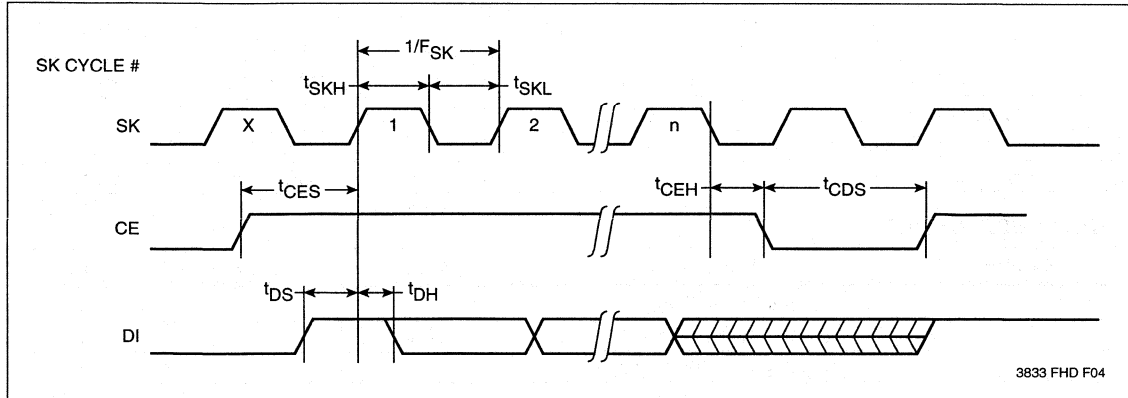 1/FSK
SK CYCLE #
tSKH
tSKL
SK
X
1
2
n
tCES
tCEH
tCDS
CE
tDS
tDH
DI
3833 FHD F04